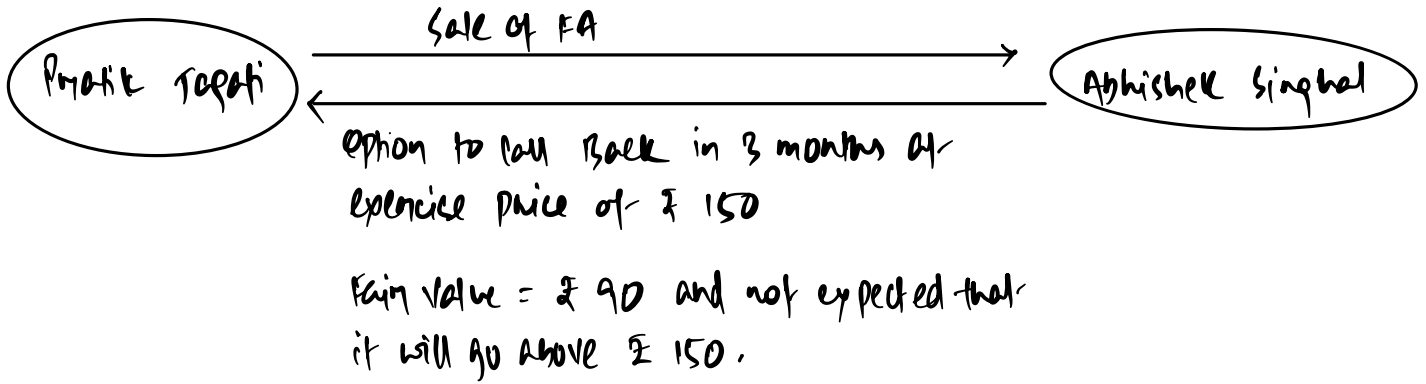 Sale of FA
Pratik Jagati
Abhishek Singhal
Option to call Back in 3 months at
exercise price of ₹ 150
Fair value = ₹ 90 and not expected that
it will go above ₹ 150.